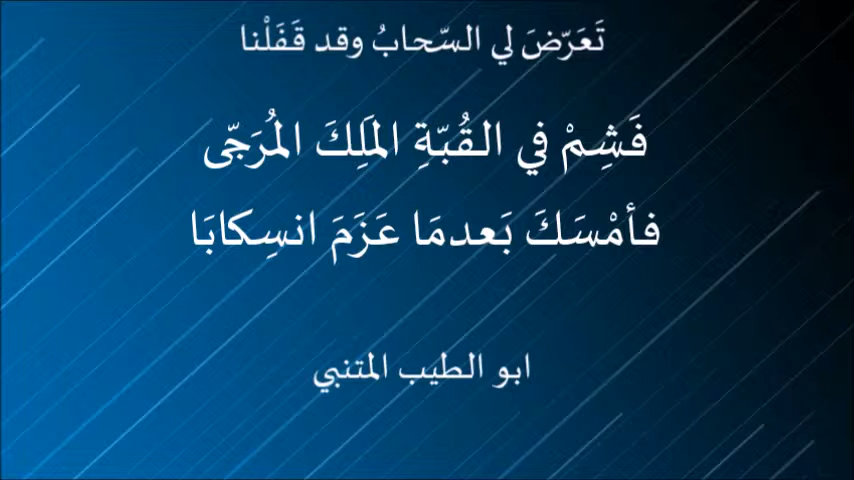 تَعَرّضَ لي السّحابُ وقد قَفَلْنا
فَشِمْ في القُبّةِ المَلِكَ المُرَجّى
فأمْسَكَ بَعدمَا عَزَمَ انسِكابَا
ابو الطيب المتنبي